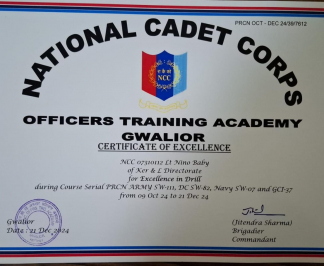 PRCN OCT - DEC 24/38/7612
NATIONAL CADET CORPS
NCC
OFFICERS TRAINING ACADEMY
GWALIOR
CERTIFICATE OF EXCELLENCE
NCC 07310112 Lt Nino Baby
of Ker & L Directorate
for Excellence in Drill
during Course Serial PRCN ARMY SW-111, DC SW-82, Navy SW-07 and GCI-37
from 09 Oct 24 to 21 Dec 24
Gwalior
Date : 21 Dec 2024
(Jitendra Sharma)
Brigadier
Commandant